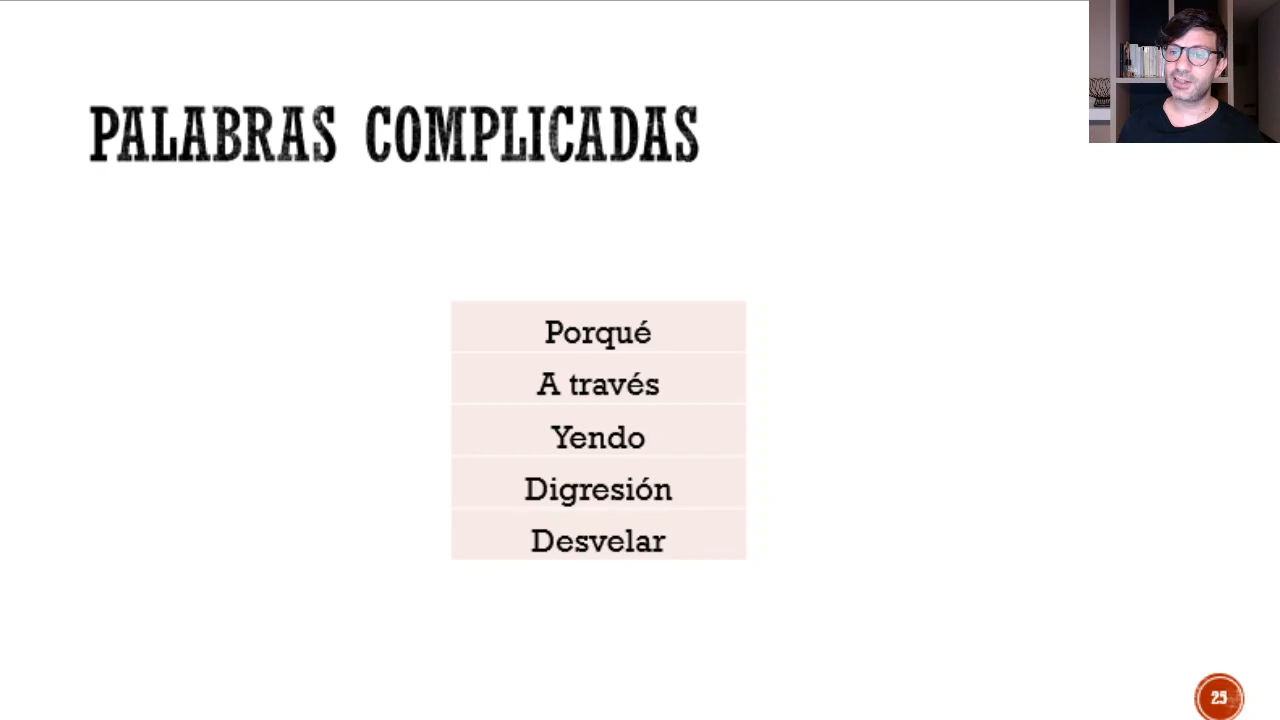 PALABRAS COMPLICADAS
Porqué
A través
Yendo
Digresión
Desvelar
25